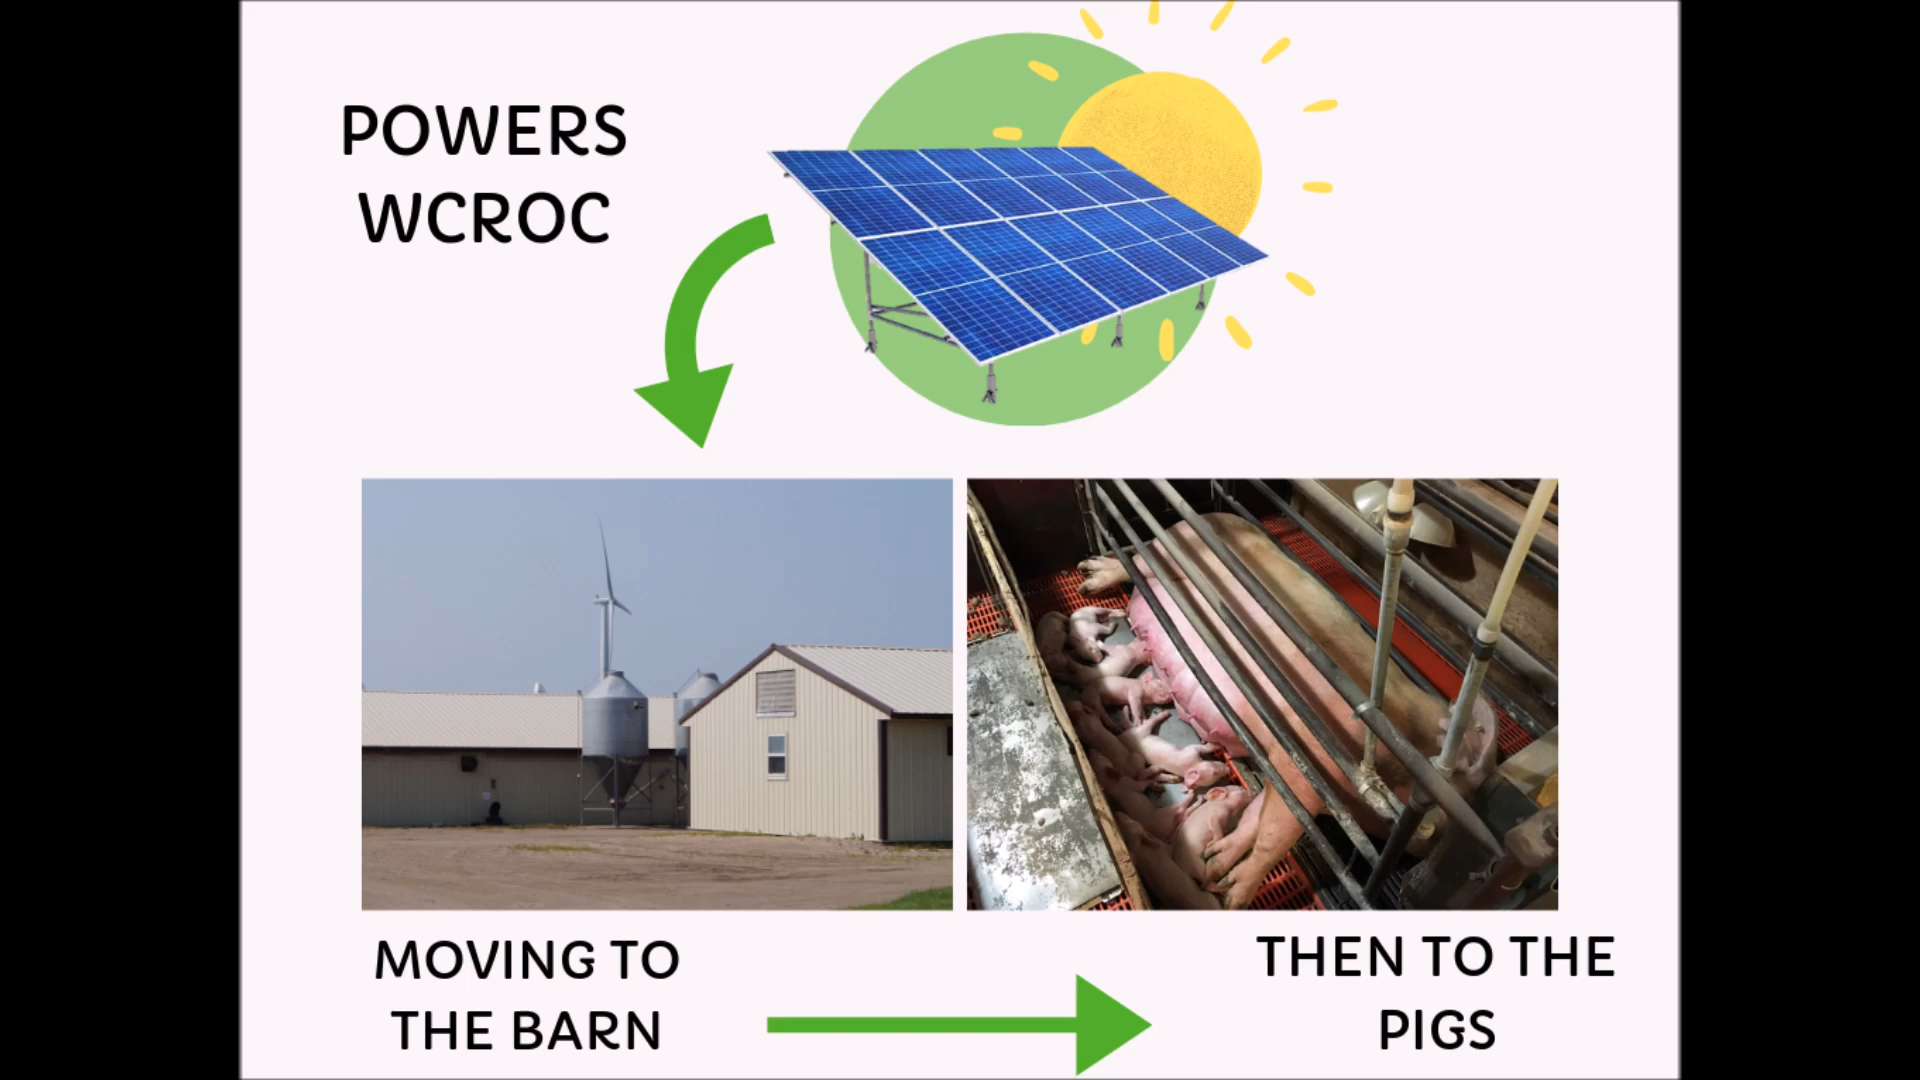 POWERS
WCROC
MOVING TO
THE BARN
THEN TO THE
PIGS